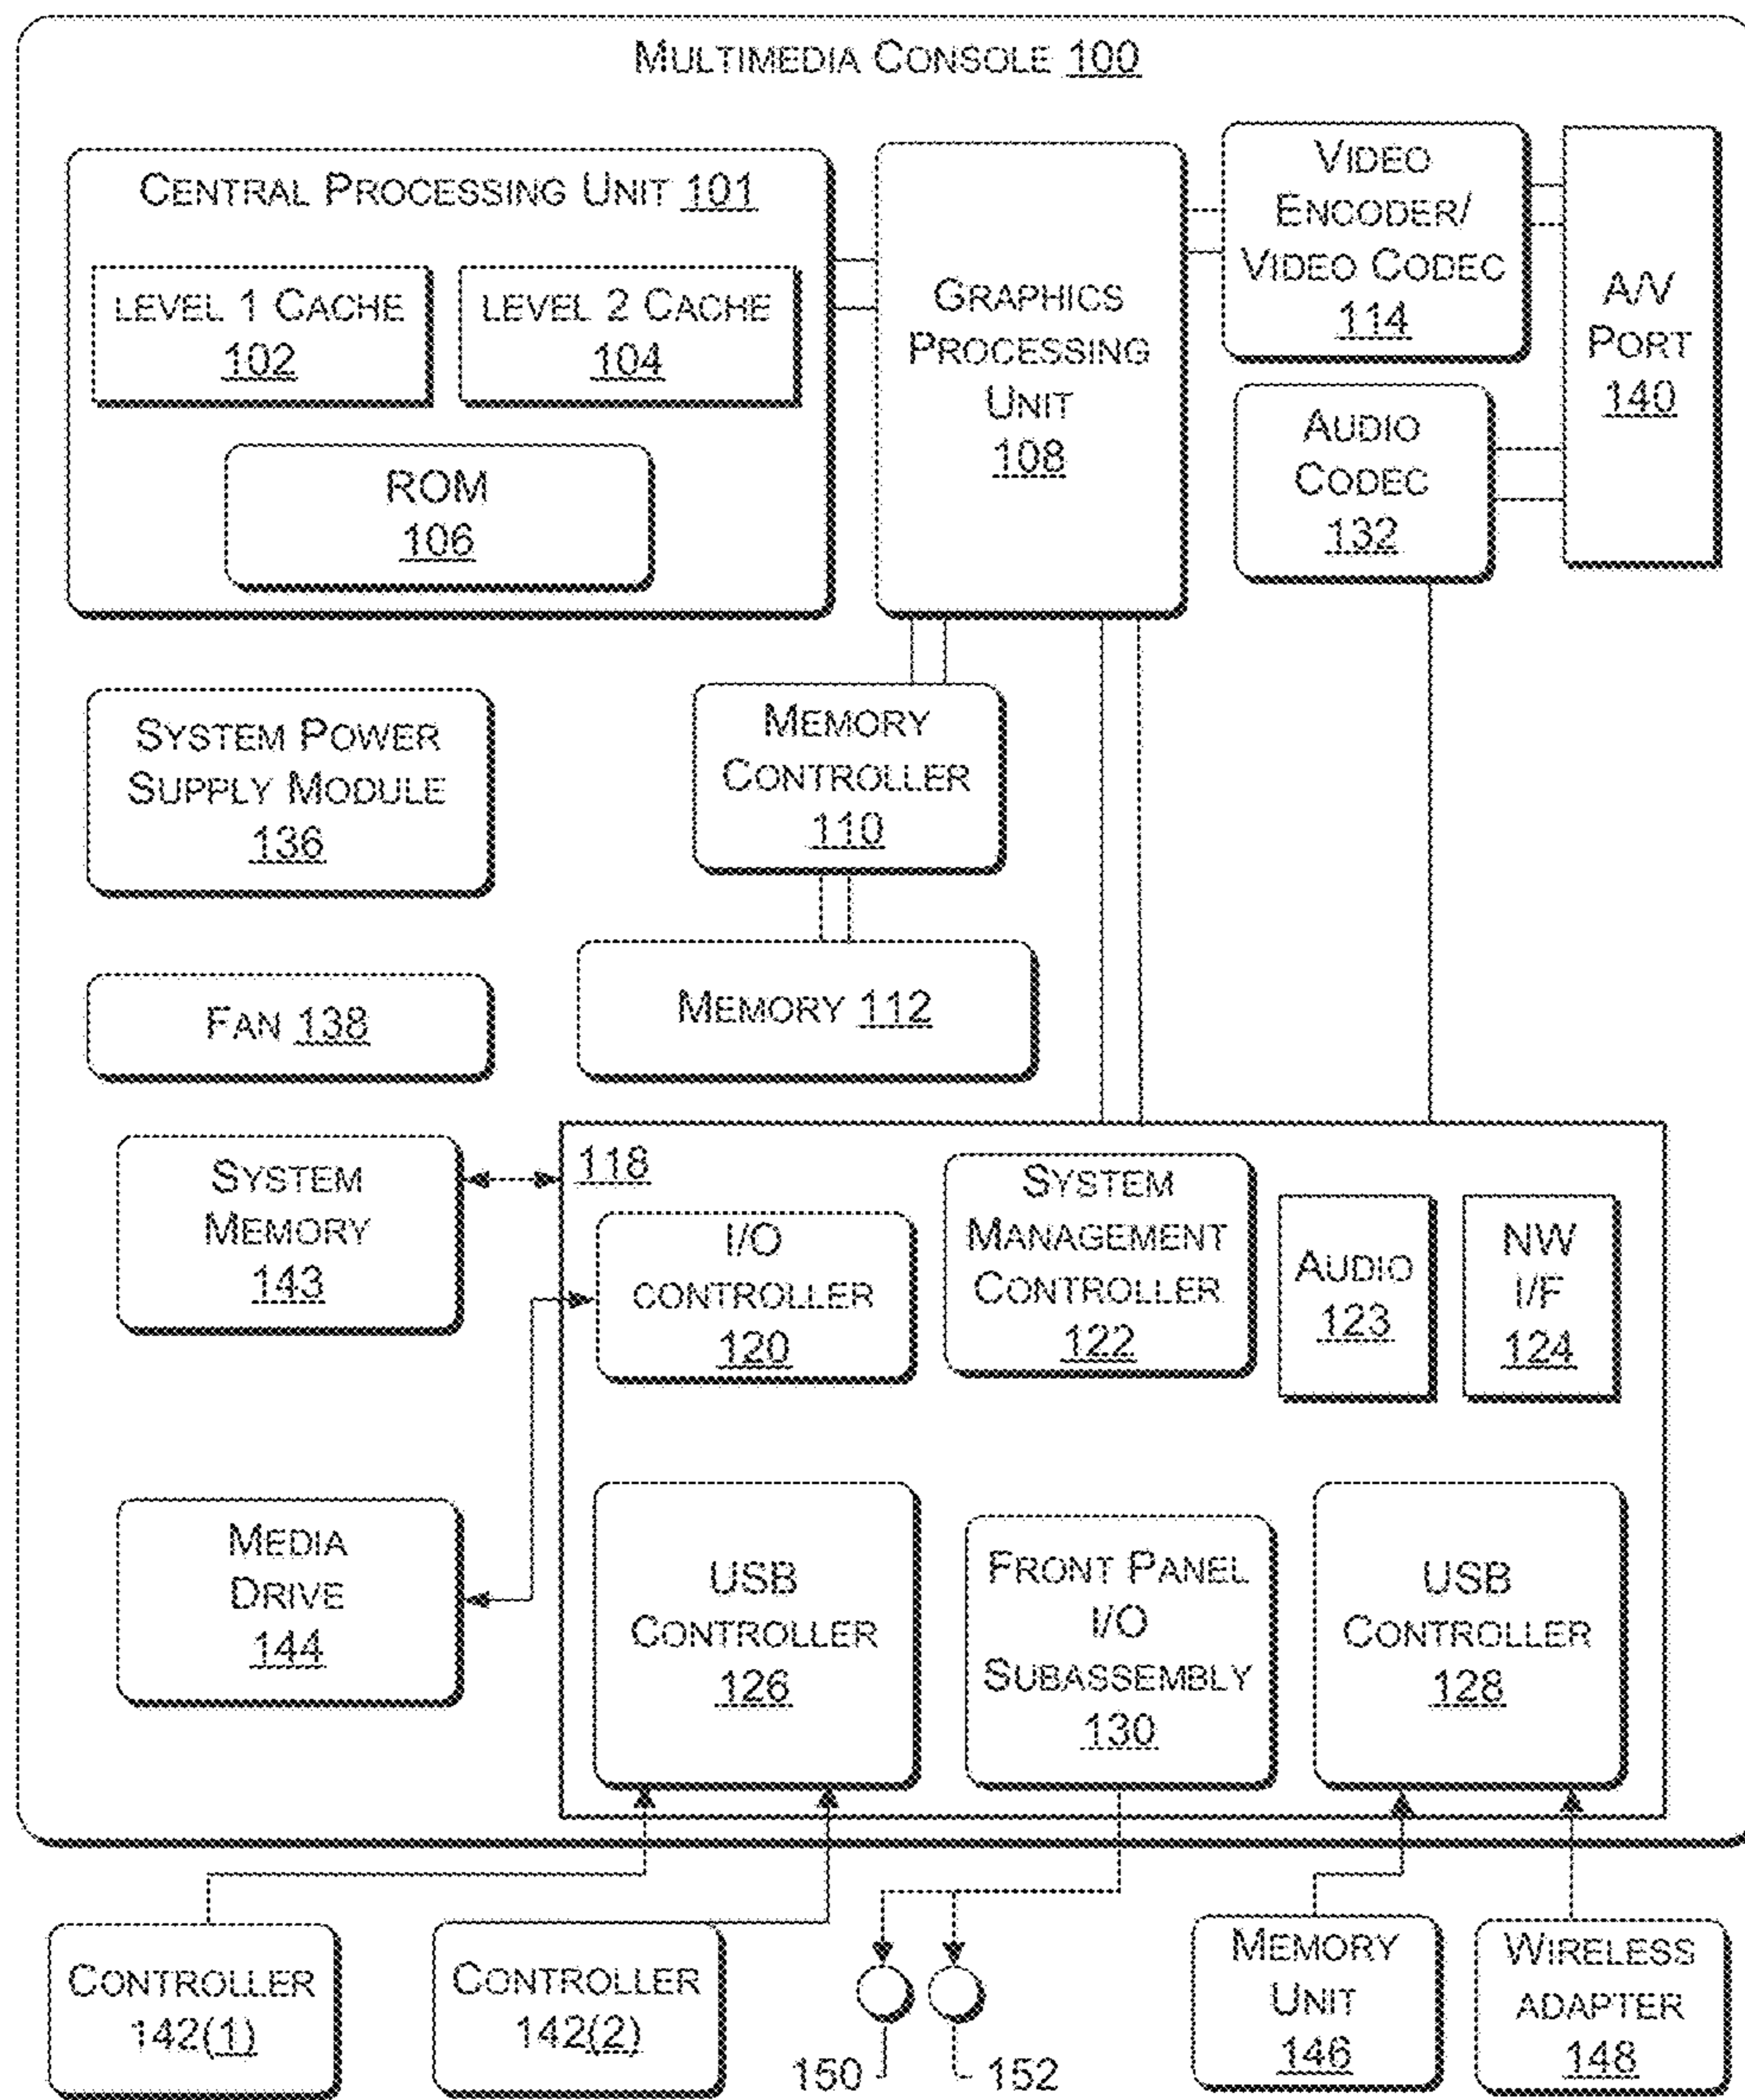 MULTIMEDIA CONSOLE 100
CENTRAL PROCESSING UNIT 101
LEVEL 1 CACHE
102
LEVEL 2 CACHE
104
ROM
106
GRAPHICS
PROCESSING
UNIT
108
VIDEO
ENCODER/
VIDEO CODEC
114
AUDIO
CODEC
132
A/V
PORT
140
SYSTEM POWER
SUPPLY MODULE
136
MEMORY
CONTROLLER
110
FAN 138
MEMORY 112
SYSTEM
MEMORY
143
118
I/O
CONTROLLER
120
SYSTEM
MANAGEMENT
CONTROLLER
122
AUDIO
123
NW
I/F
124
MEDIA
DRIVE
144
USB
CONTROLLER
126
FRONT PANEL
I/O
SUBASSEMBLY
130
USB
CONTROLLER
128
CONTROLLER
142(1)
CONTROLLER
142(2)
150
152
MEMORY
UNIT
146
WIRELESS
ADAPTER
148